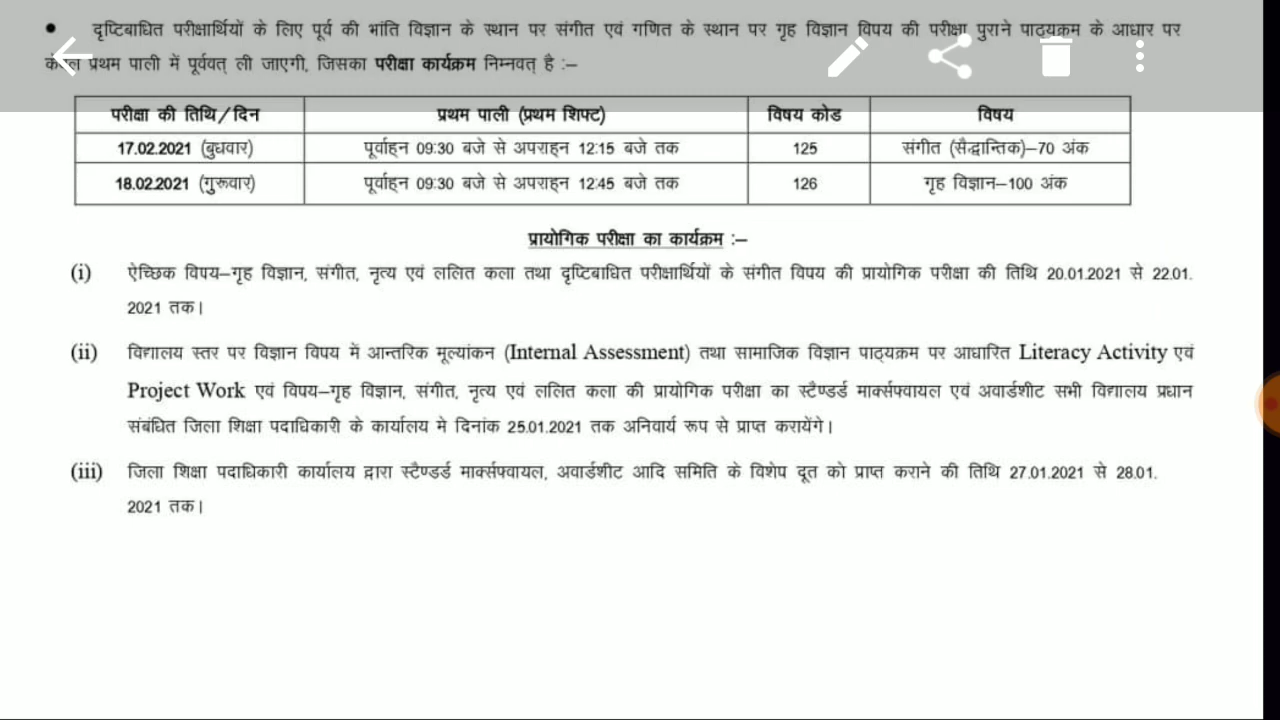 ● दृष्टिबाधित परीक्षार्थियों के लिए पूर्व की भांति विज्ञान के स्थान पर संगीत एवं गणित के स्थान पर गृह विज्ञान विषय की परीक्षा पुराने पाठ्यक्रम के आधार पर
केवल प्रथम पाली में पूर्ववत् ली जाएगी, जिसका परीक्षा कार्यक्रम निम्नवत् है :–
परीक्षा की तिथि/दिन प्रथम पाली (प्रथम शिफ्ट) विषय कोड विषय
17.02.2021 (बुधवार) पूर्वाह्न 09:30 बजे से अपराह्न 12:15 बजे तक 125 संगीत (सैद्धान्तिक)–70 अंक
18.02.2021 (गुरूवार) पूर्वाह्न 09:30 बजे से अपराह्न 12:45 बजे तक 126 गृह विज्ञान–100 अंक
प्रायोगिक परीक्षा का कार्यक्रम :–
(i) ऐच्छिक विषय–गृह विज्ञान, संगीत, नृत्य एवं ललित कला तथा दृष्टिबाधित परीक्षार्थियों के संगीत विषय की प्रायोगिक परीक्षा की तिथि 20.01.2021 से 22.01.
2021 तक।
(ii) विद्यालय स्तर पर विज्ञान विषय में आन्तरिक मूल्यांकन (Internal Assessment) तथा सामाजिक विज्ञान पाठ्यक्रम पर आधारित Literacy Activity एवं
Project Work एवं विषय–गृह विज्ञान, संगीत, नृत्य एवं ललित कला की प्रायोगिक परीक्षा का स्टैण्डर्ड मार्क्सफ्वायल एवं अवार्डशीट सभी विद्यालय प्रधान
संबंधित जिला शिक्षा पदाधिकारी के कार्यालय मे दिनांक 25.01.2021 तक अनिवार्य रूप से प्राप्त करायेंगे।
(iii) जिला शिक्षा पदाधिकारी कार्यालय द्वारा स्टैण्डर्ड मार्क्सफ्वायल, अवार्डशीट आदि समिति के विशेष दूत को प्राप्त कराने की तिथि 27.01.2021 से 28.01.
2021 तक।